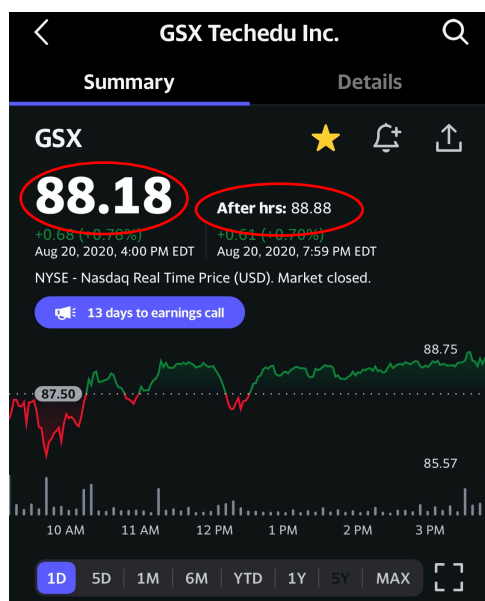 GSX Techedu Inc.
Summary Details
GSX
88.18 After hrs: 88.88
+0.68 (+0.78%) +0.61 (+0.70%)
Aug 20, 2020, 4:00 PM EDT Aug 20, 2020, 7:59 PM EDT
NYSE - Nasdaq Real Time Price (USD). Market closed.
13 days to earnings call
88.75
87.50
85.57
10 AM 11 AM 12 PM 1 PM 2 PM 3 PM
1D 5D 1M 6M YTD 1Y 5Y MAX